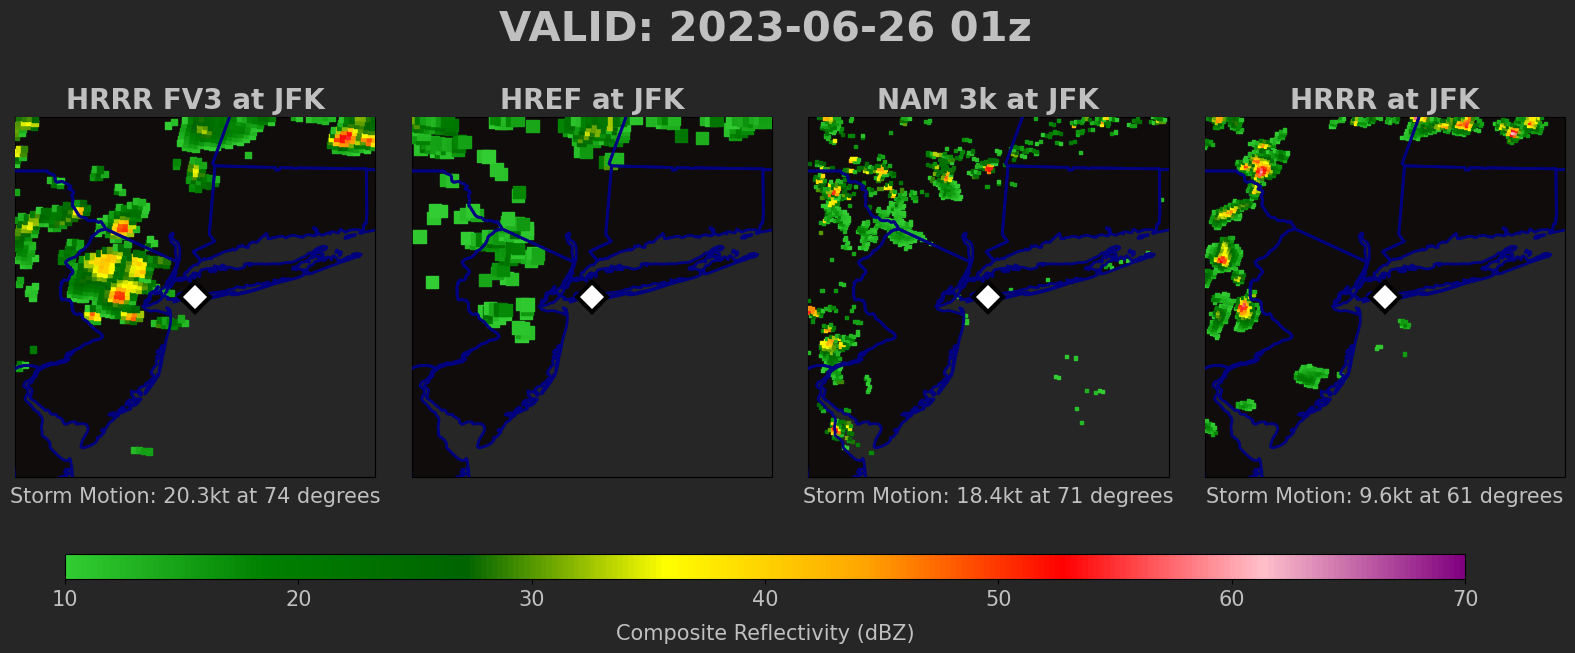 VALID: 2023-06-26 01z
HRRR FV3 at JFK
HREF at JFK
NAM 3k at JFK
HRRR at JFK
Storm Motion: 20.3kt at 74 degrees
Storm Motion: 18.4kt at 71 degrees
Storm Motion: 9.6kt at 61 degrees
10 20 30 40 50 60 70
Composite Reflectivity (dBZ)